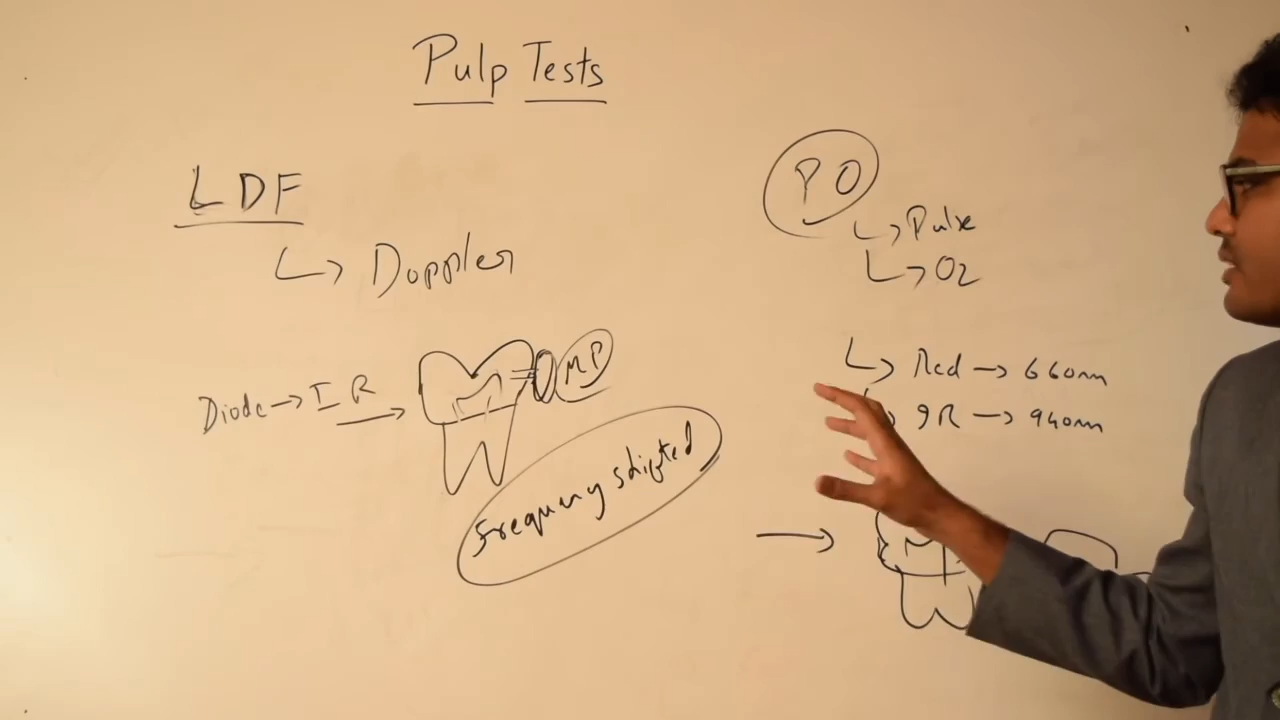 Pulp Tests
LDF
↳ Doppler
Diode → IR →
MP
Frequency shifted
PO
↳ Pulse
↳ O2
↳ Red → 660nm
IR → 940nm